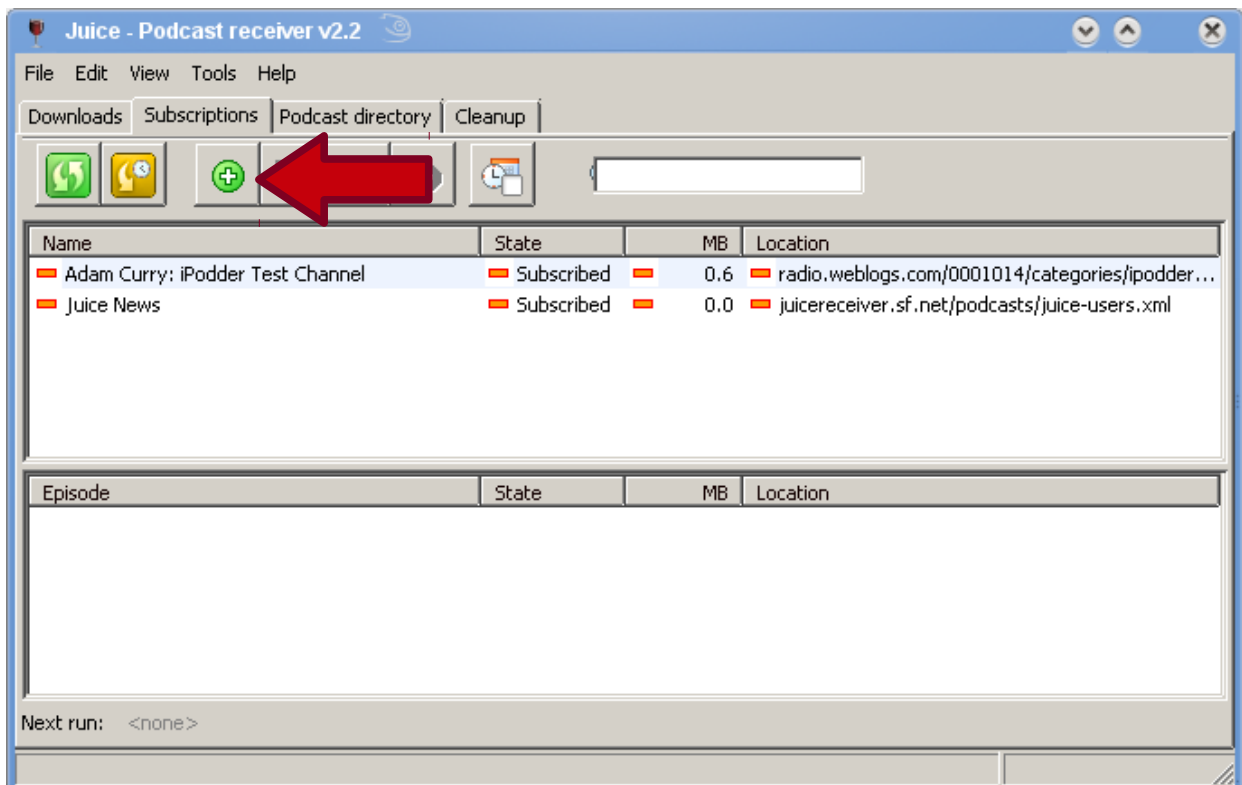 Juice - Podcast receiver v2.2
File Edit View Tools Help
Downloads Subscriptions Podcast directory Cleanup
Name State MB Location
Adam Curry: iPodder Test Channel Subscribed 0.6 radio.weblogs.com/0001014/categories/ipodder...
Juice News Subscribed 0.0 juicereceiver.sf.net/podcasts/juice-users.xml
Episode State MB Location
Next run: <none>